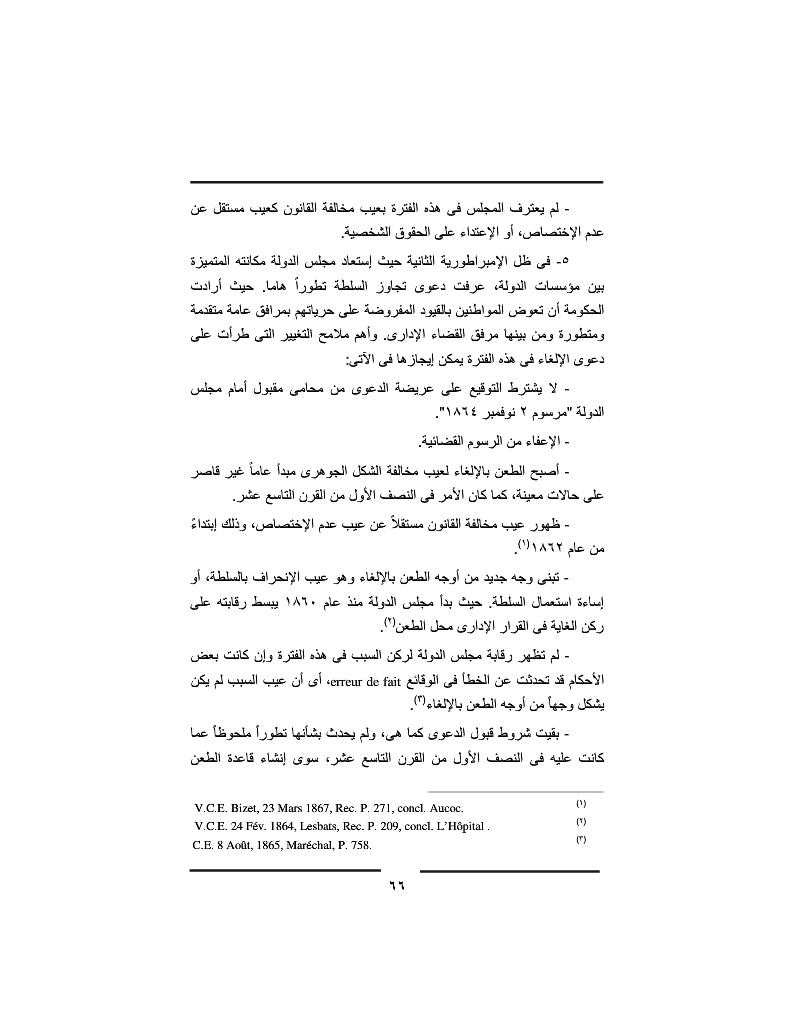 - لم يعترف المجلس فى هذه الفترة بعيب مخالفة القانون كعيب مستقل عن
عدم الإختصاص، أو الإعتداء على الحقوق الشخصية.
٥- فى ظل الإمبراطورية الثانية حيث إستعاد مجلس الدولة مكانته المتميزة
بين مؤسسات الدولة، عرفت دعوى تجاوز السلطة تطوراً هاما. حيث أرادت
الحكومة أن تعوض المواطنين بالقيود المفروضة على حرياتهم بمرافق عامة متقدمة
ومتطورة ومن بينها مرفق القضاء الإدارى. وأهم ملامح التغيير التى طرأت على
دعوى الإلغاء فى هذه الفترة يمكن إيجازها فى الآتى:
- لا يشترط التوقيع على عريضة الدعوى من محامى مقبول أمام مجلس
الدولة "مرسوم ٢ نوفمبر ١٨٦٤".
- الإعفاء من الرسوم القضائية.
- أصبح الطعن بالإلغاء لعيب مخالفة الشكل الجوهرى مبدأ عاماً غير قاصر
على حالات معينة، كما كان الأمر فى النصف الأول من القرن التاسع عشر.
- ظهور عيب مخالفة القانون مستقلاً عن عيب عدم الإختصاص، وذلك إبتداءً
من عام ١٨٦٢(١).
- تبنى وجه جديد من أوجه الطعن بالإلغاء وهو عيب الإنحراف بالسلطة، أو
إساءة استعمال السلطة. حيث بدأ مجلس الدولة منذ عام ١٨٦٠ يبسط رقابته على
ركن الغاية فى القرار الإدارى محل الطعن(٢).
- لم تظهر رقابة مجلس الدولة لركن السبب فى هذه الفترة وإن كانت بعض
الأحكام قد تحدثت عن الخطأ فى الوقائع erreur de fait، أى أن عيب السبب لم يكن
يشكل وجهاً من أوجه الطعن بالإلغاء(٣).
- بقيت شروط قبول الدعوى كما هى، ولم يحدث بشأنها تطوراً ملحوظاً عما
كانت عليه فى النصف الأول من القرن التاسع عشر، سوى إنشاء قاعدة الطعن
(١) V.C.E. Bizet, 23 Mars 1867, Rec. P. 271, concl. Aucoc.
(٢) V.C.E. 24 Fév. 1864, Lesbats, Rec. P. 209, concl. L'Hôpital .
(٣) C.E. 8 Août, 1865, Maréchal, P. 758.
٦٦